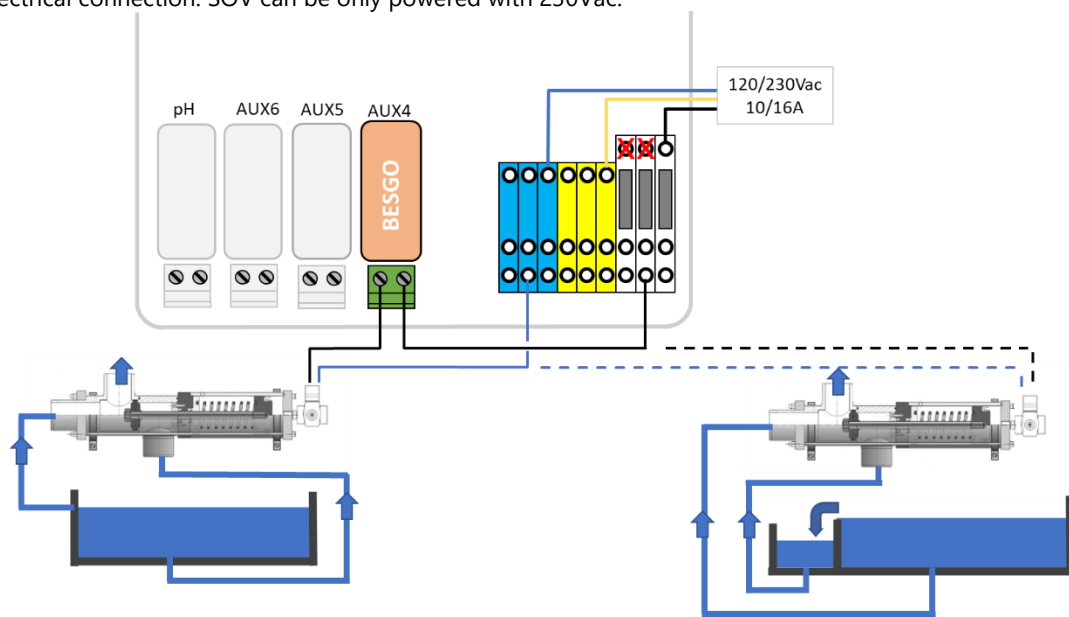 ectrical connection. SOV can be only powered with 230Vac.
120/230Vac
10/16A
pH
AUX6
AUX5
AUX4
BESGO